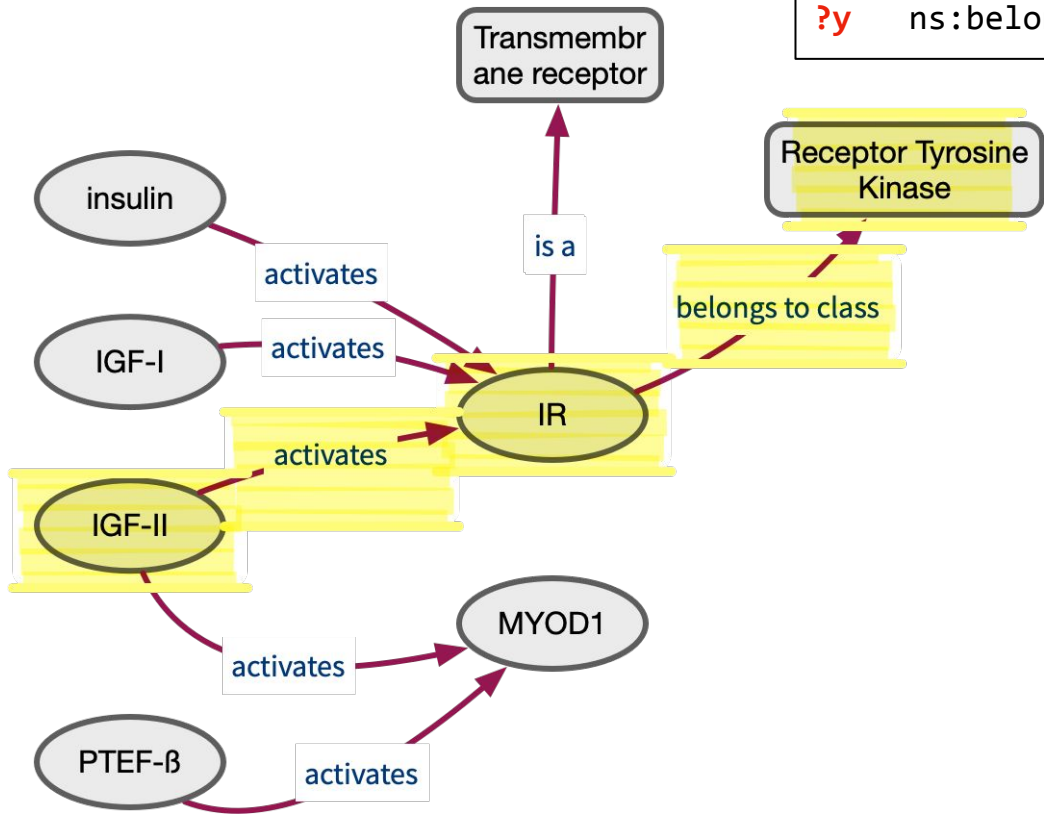 ?y ns:belo
Transmembr
ane receptor
Receptor Tyrosine
Kinase
insulin
activates
is a
belongs to class
IGF-I
activates
IR
activates
IGF-II
MYOD1
activates
PTEF-ß
activates